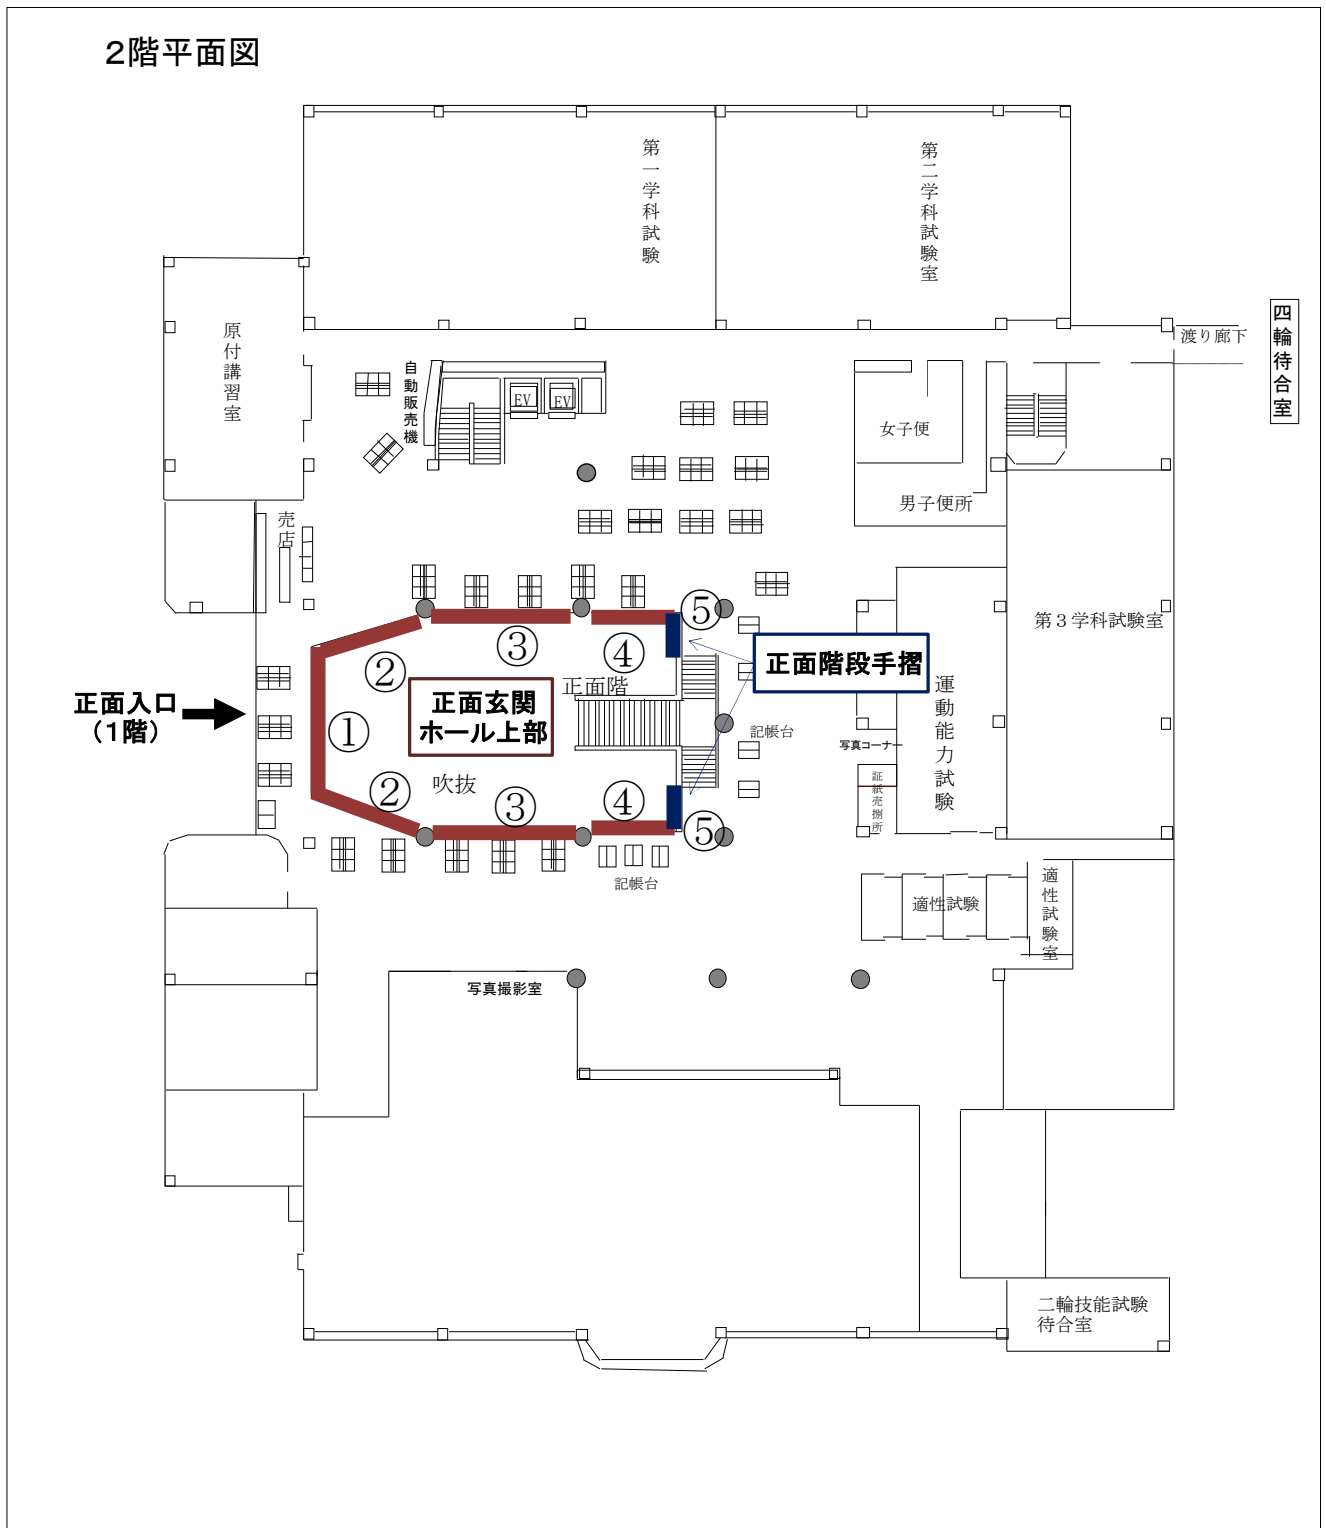 2階平面図
第一学科試験
第二学科試験室
四輪待合室
渡り廊下
原付講習室
自動販売機
EV
EV
女子便
男子便所
売店
⑤
第3学科試験室
③
④
②
正面階段手摺
正面階
運動能力試験
正面入口
(1階)
正面玄関
ホール上部
①
記帳台
写真コーナー
吹抜
②
③
④
⑤
証紙売捌所
記帳台
適性試験
適性試験室
写真撮影室
二輪技能試験
待合室